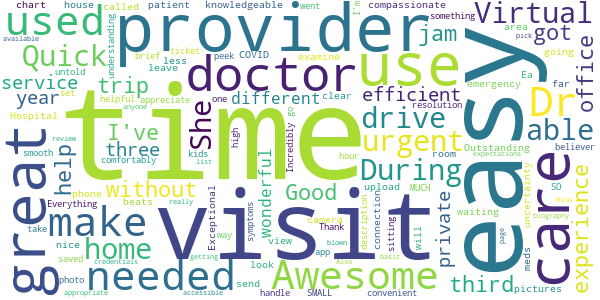 chart house called patient knowledgeable went compassionate something
used provider Virtual
available pick I'm
understanding brief ticket peek COVID less examine
Quick doctor use jam got area going
untold leave easy Ea far
service trip efficient Dr office
year set helpful appreciate She different clear emergency
Hospital time one go drive able
I've high Incredibly urgent resolution
great three During Outstanding expectations
smooth review help anyone comfortably kids list hour room believer
without wonderful Good private care experience
phone camera upload waiting SO uncertainty Mind
Everything beats really Exceptional Thank description connection sitting MUCH biography
take make visit
nice home symptoms view blown will page
saved way app meds
photo credentials look Also basic third pictures
needed getting send Awesome
appropriate accessible handle SMALL convenient